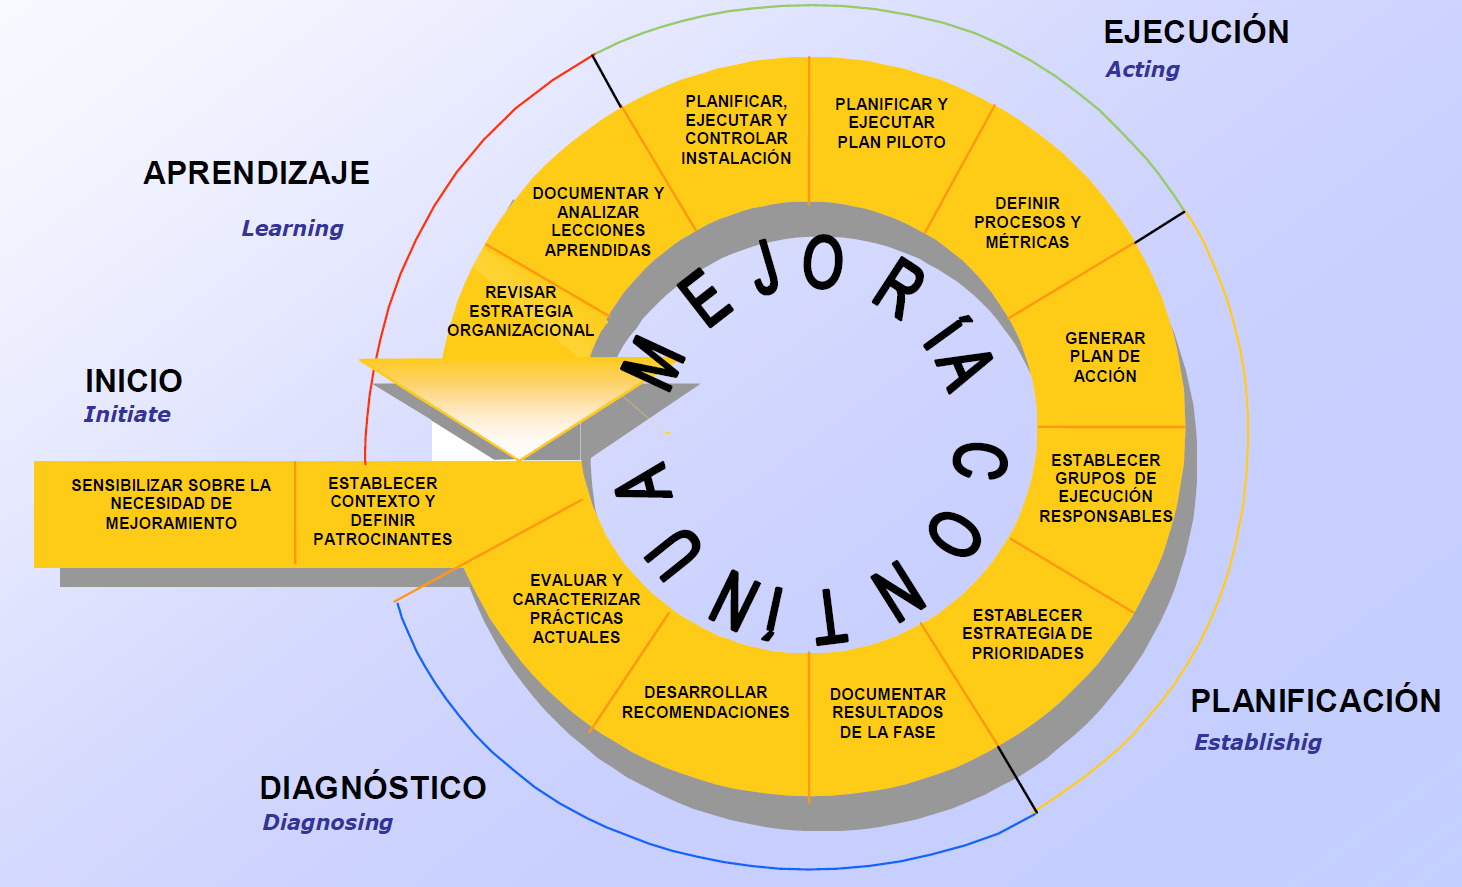 INICIO
Initiate
SENSIBILIZAR SOBRE LA
NECESIDAD DE
MEJORAMIENTO
ESTABLECER
CONTEXTO Y
DEFINIR
PATROCINANTES
DIAGNÓSTICO
Diagnosing
EVALUAR Y
CARACTERIZAR
PRÁCTICAS
ACTUALES
DESARROLLAR
RECOMENDACIONES
DOCUMENTAR
RESULTADOS
DE LA FASE
PLANIFICACIÓN
Establishig
ESTABLECER
ESTRATEGIA DE
PRIORIDADES
ESTABLECER
GRUPOS DE
EJECUCIÓN
RESPONSABLES
GENERAR
PLAN DE
ACCIÓN
EJECUCIÓN
Acting
DEFINIR
PROCESOS Y
MÉTRICAS
PLANIFICAR Y
EJECUTAR
PLAN PILOTO
PLANIFICAR,
EJECUTAR Y
CONTROLAR
INSTALACIÓN
APRENDIZAJE
Learning
DOCUMENTAR Y
ANALIZAR
LECCIONES
APRENDIDAS
REVISAR
ESTRATEGIA
ORGANIZACIONAL
MEJORÍA CONTÍNUA